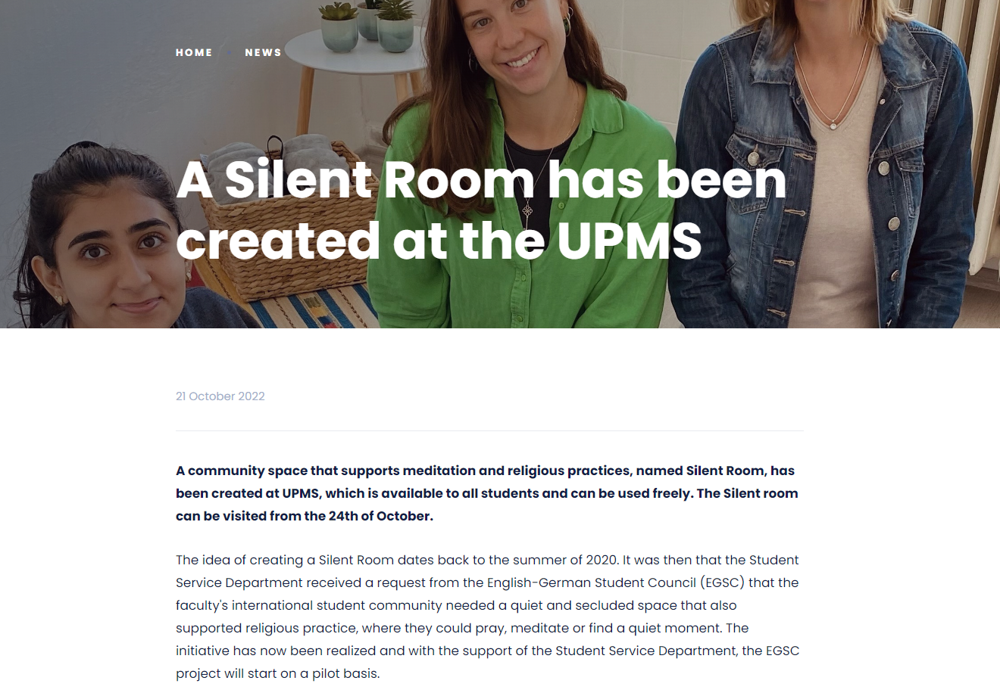 HOME NEWS
A Silent Room has been
created at the UPMS
21 October 2022
A community space that supports meditation and religious practices, named Silent Room, has
been created at UPMS, which is available to all students and can be used freely. The Silent room
can be visited from the 24th of October.
The idea of creating a Silent Room dates back to the summer of 2020. It was then that the Student
Service Department received a request from the English-German Student Council (EGSC) that the
faculty's international student community needed a quiet and secluded space that also
supported religious practice, where they could pray, meditate or find a quiet moment. The
initiative has now been realized and with the support of the Student Service Department, the EGSC
project will start on a pilot basis.